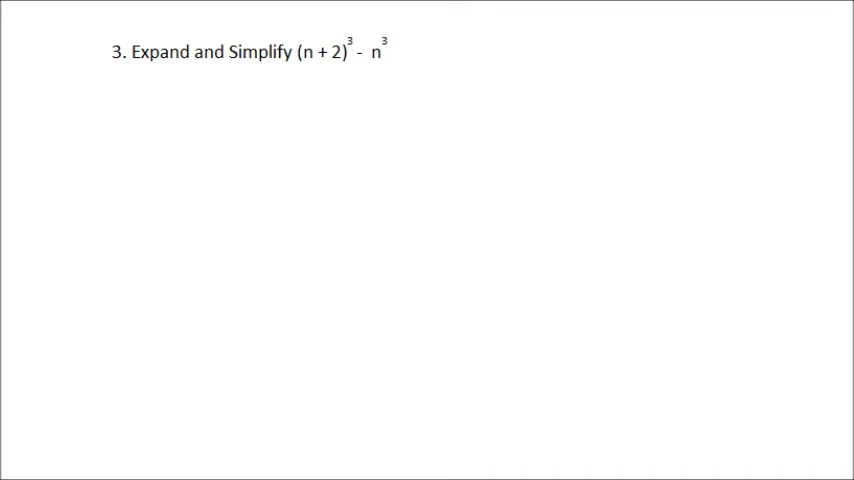 3. Expand and Simplify (n + 2)³ - n³